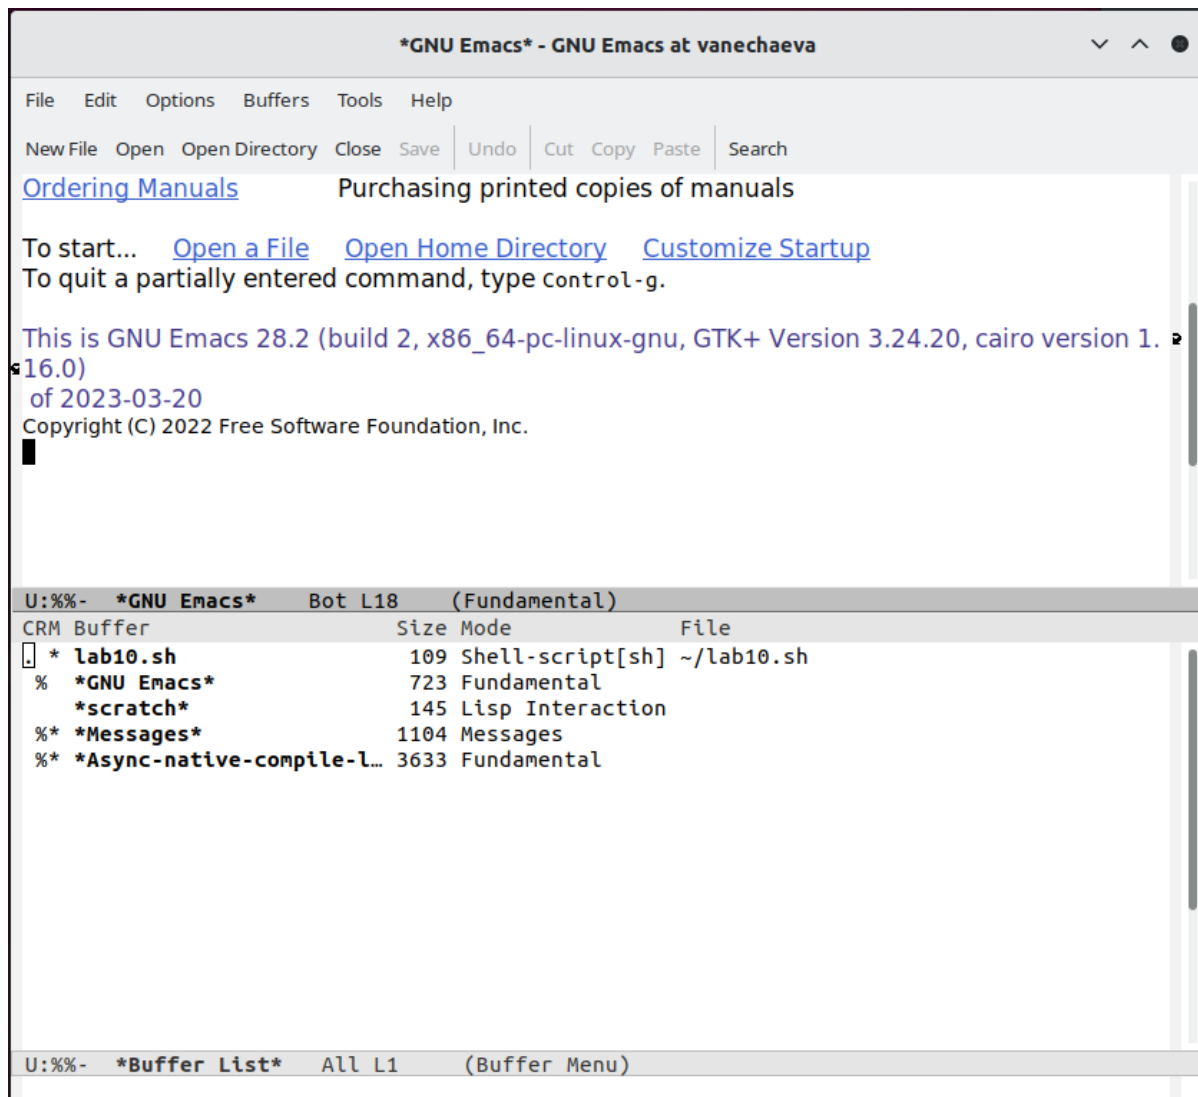 *GNU Emacs* - GNU Emacs at vanechaeva
File Edit Options Buffers Tools Help
New File Open Open Directory Close Save Undo Cut Copy Paste Search
Ordering Manuals Purchasing printed copies of manuals
To start... Open a File Open Home Directory Customize Startup
To quit a partially entered command, type Control-g.
This is GNU Emacs 28.2 (build 2, x86_64-pc-linux-gnu, GTK+ Version 3.24.20, cairo version 1.
16.0)
of 2023-03-20
Copyright (C) 2022 Free Software Foundation, Inc.
U:%%- *GNU Emacs* Bot L18 (Fundamental)
CRM Buffer Size Mode File
. * lab10.sh 109 Shell-script[sh] ~/lab10.sh
% *GNU Emacs* 723 Fundamental
*scratch* 145 Lisp Interaction
%* *Messages* 1104 Messages
%* *Async-native-compile-l… 3633 Fundamental
U:%%- *Buffer List* All L1 (Buffer Menu)